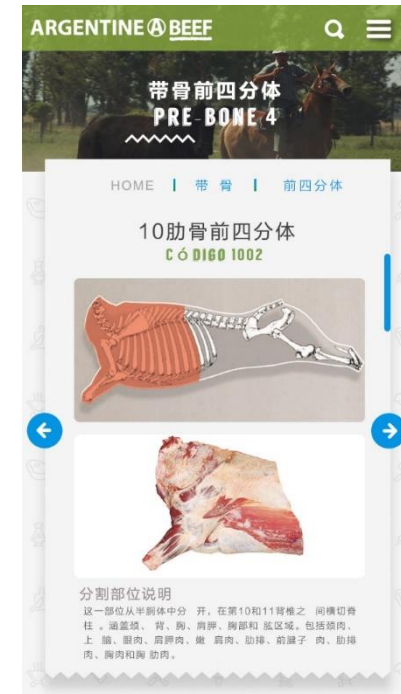 ARGENTINE A BEEF
带骨前四分体
PRE-BONE 4
HOME | 带 骨 | 前四分体
10肋骨前四分体
CÓDIGO 1002
分割部位说明
这一部位从半胴体中分 开，在第10和11脊椎之 间横切脊
柱 。涵盖颈、 背、胸、肩胛、胸部和 肱区域。包括颈肉、
上 脑、眼肉、肩胛肉、嫩 肩肉、肋排、前腱子 肉、肋排
肉、胸肉和胸 肋肉。